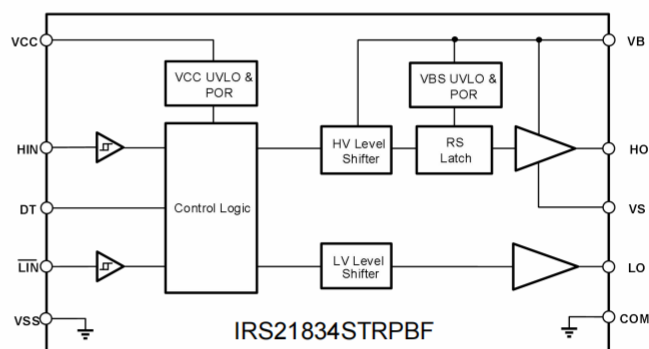 VCC
VB
VCC UVLO &
POR
VBS UVLO &
POR
HIN
HV Level
Shifter
RS
Latch
HO
DT
Control Logic
VS
LIN
LV Level
Shifter
LO
VSS
COM
IRS21834STRPBF